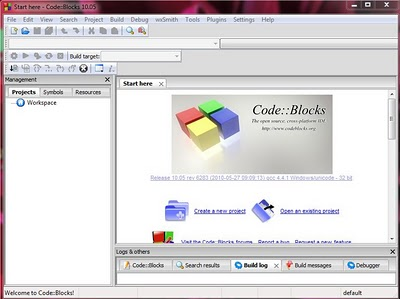 Start here - Code::Blocks 10.05
File Edit View Search Project Build Debug wxSmith Tools Plugins Settings Help
Build target:
Management
Projects Symbols Resources
Workspace
Start here
Code::Blocks
The open source, cross-platform IDE
http://www.codeblocks.org
Release 10.05 rev 6283 (2010-05-27 09:09:13) gcc 4.4.1 Windows/unicode - 32 bit
Create a new project Open an existing project
Visit the Code::Blocks forums Report a bug Request a new feature
Logs & others
Code::Blocks Search results Build log Build messages Debugger
Welcome to Code::Blocks! default